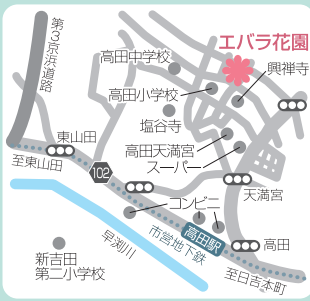 第3京浜道路
エバラ花園
高田中学校
興禅寺
高田小学校
塩谷寺
東山田
高田天満宮
スーパー
至東山田
102
天満宮
コンビニ
高田駅
市営地下鉄
早渕川
高田
新吉田
第二小学校
至日吉本町